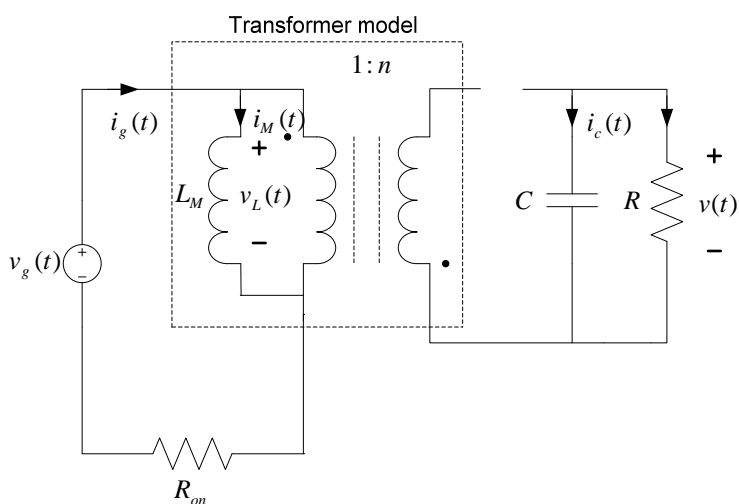 Transformer model
1:n
i_g(t)
i_M(t)
i_c(t)
+
+
L_M
v_L(t)
C
R
v(t)
−
−
v_g(t)
+
−
R_on